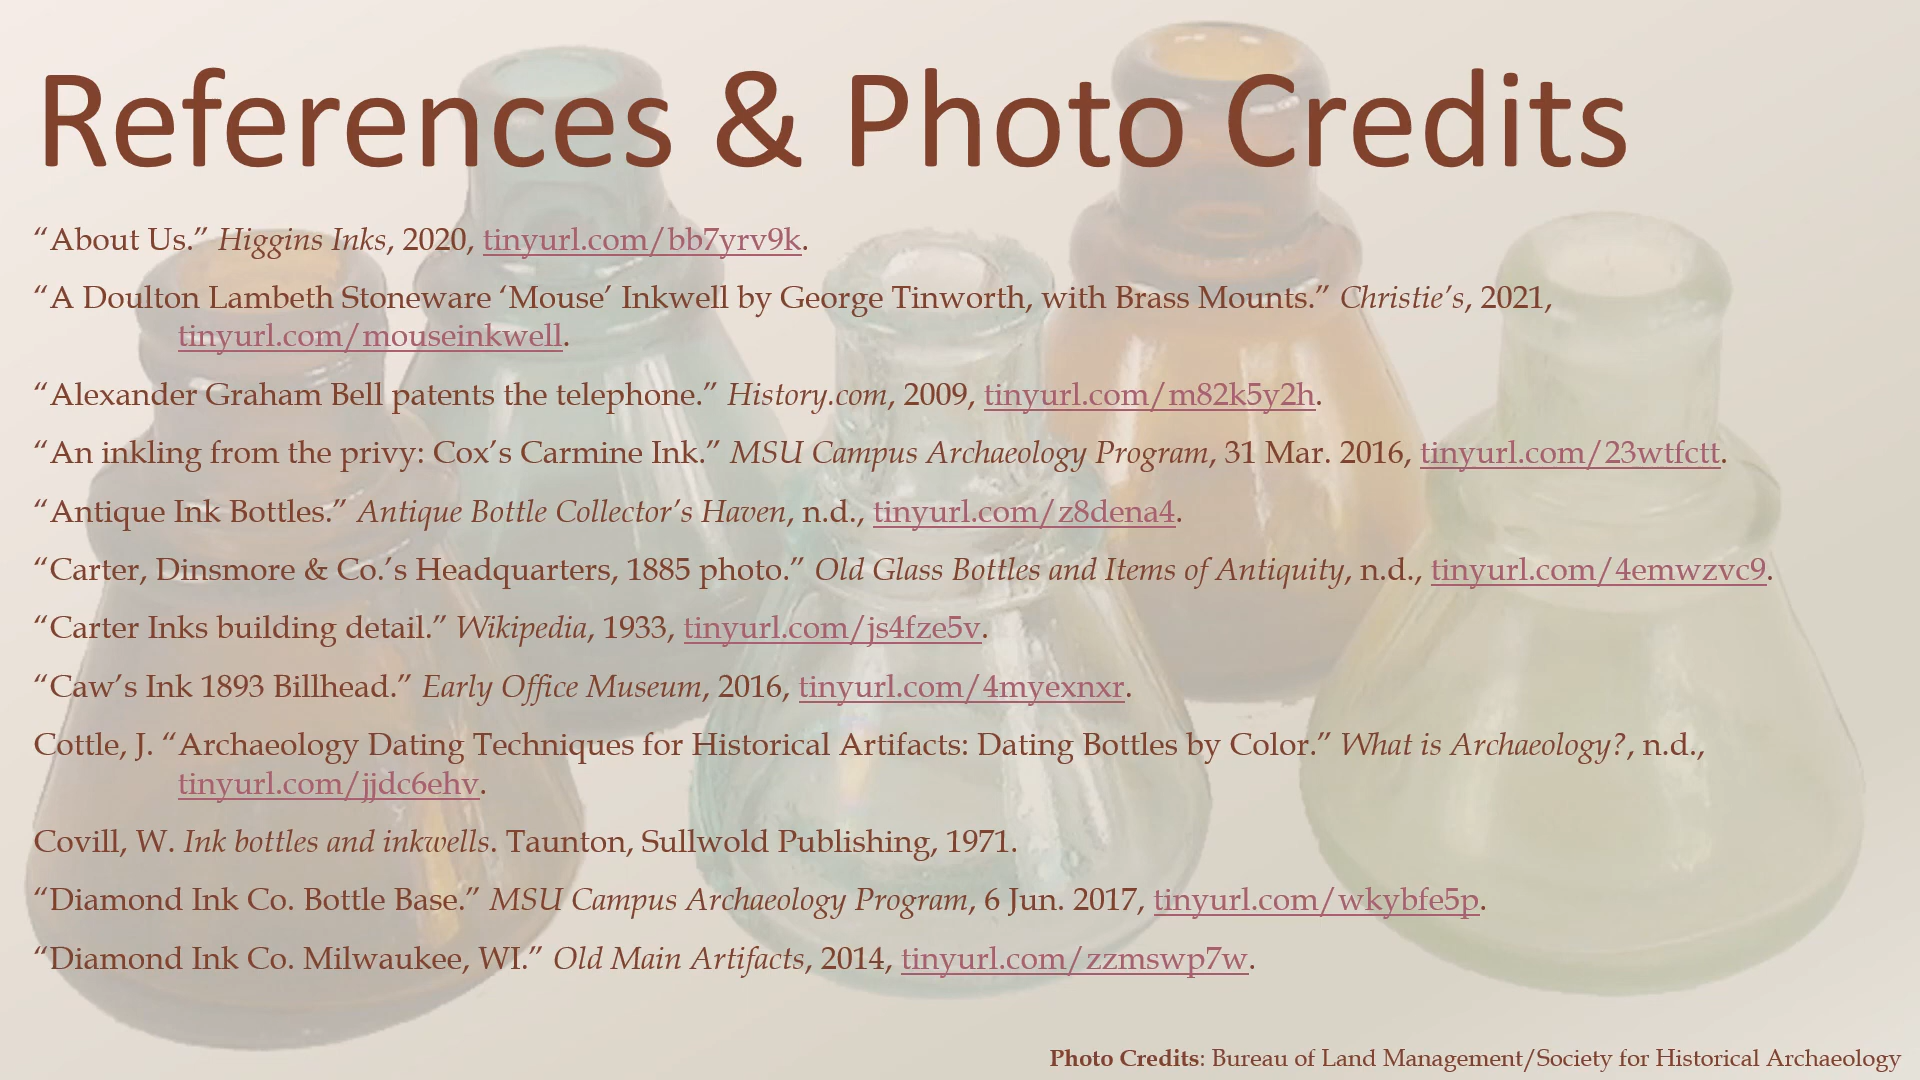 References & Photo Credits
“About Us.” Higgins Inks, 2020, tinyurl.com/bb7yrv9k.
“A Doulton Lambeth Stoneware ‘Mouse’ Inkwell by George Tinworth, with Brass Mounts.” Christie’s, 2021,
tinyurl.com/mouseinkwell.
“Alexander Graham Bell patents the telephone.” History.com, 2009, tinyurl.com/m82k5y2h.
“An inkling from the privy: Cox’s Carmine Ink.” MSU Campus Archaeology Program, 31 Mar. 2016, tinyurl.com/23wtfctt.
“Antique Ink Bottles.” Antique Bottle Collector’s Haven, n.d., tinyurl.com/z8dena4.
“Carter, Dinsmore & Co.’s Headquarters, 1885 photo.” Old Glass Bottles and Items of Antiquity, n.d., tinyurl.com/4emwzvc9.
“Carter Inks building detail.” Wikipedia, 1933, tinyurl.com/js4fze5v.
“Caw’s Ink 1893 Billhead.” Early Office Museum, 2016, tinyurl.com/4myexnxr.
Cottle, J. “Archaeology Dating Techniques for Historical Artifacts: Dating Bottles by Color.” What is Archaeology?, n.d.,
tinyurl.com/jjdc6ehv.
Covill, W. Ink bottles and inkwells. Taunton, Sullwold Publishing, 1971.
“Diamond Ink Co. Bottle Base.” MSU Campus Archaeology Program, 6 Jun. 2017, tinyurl.com/wkybfe5p.
“Diamond Ink Co. Milwaukee, WI.” Old Main Artifacts, 2014, tinyurl.com/zzmswp7w.
Photo Credits: Bureau of Land Management/Society for Historical Archaeology